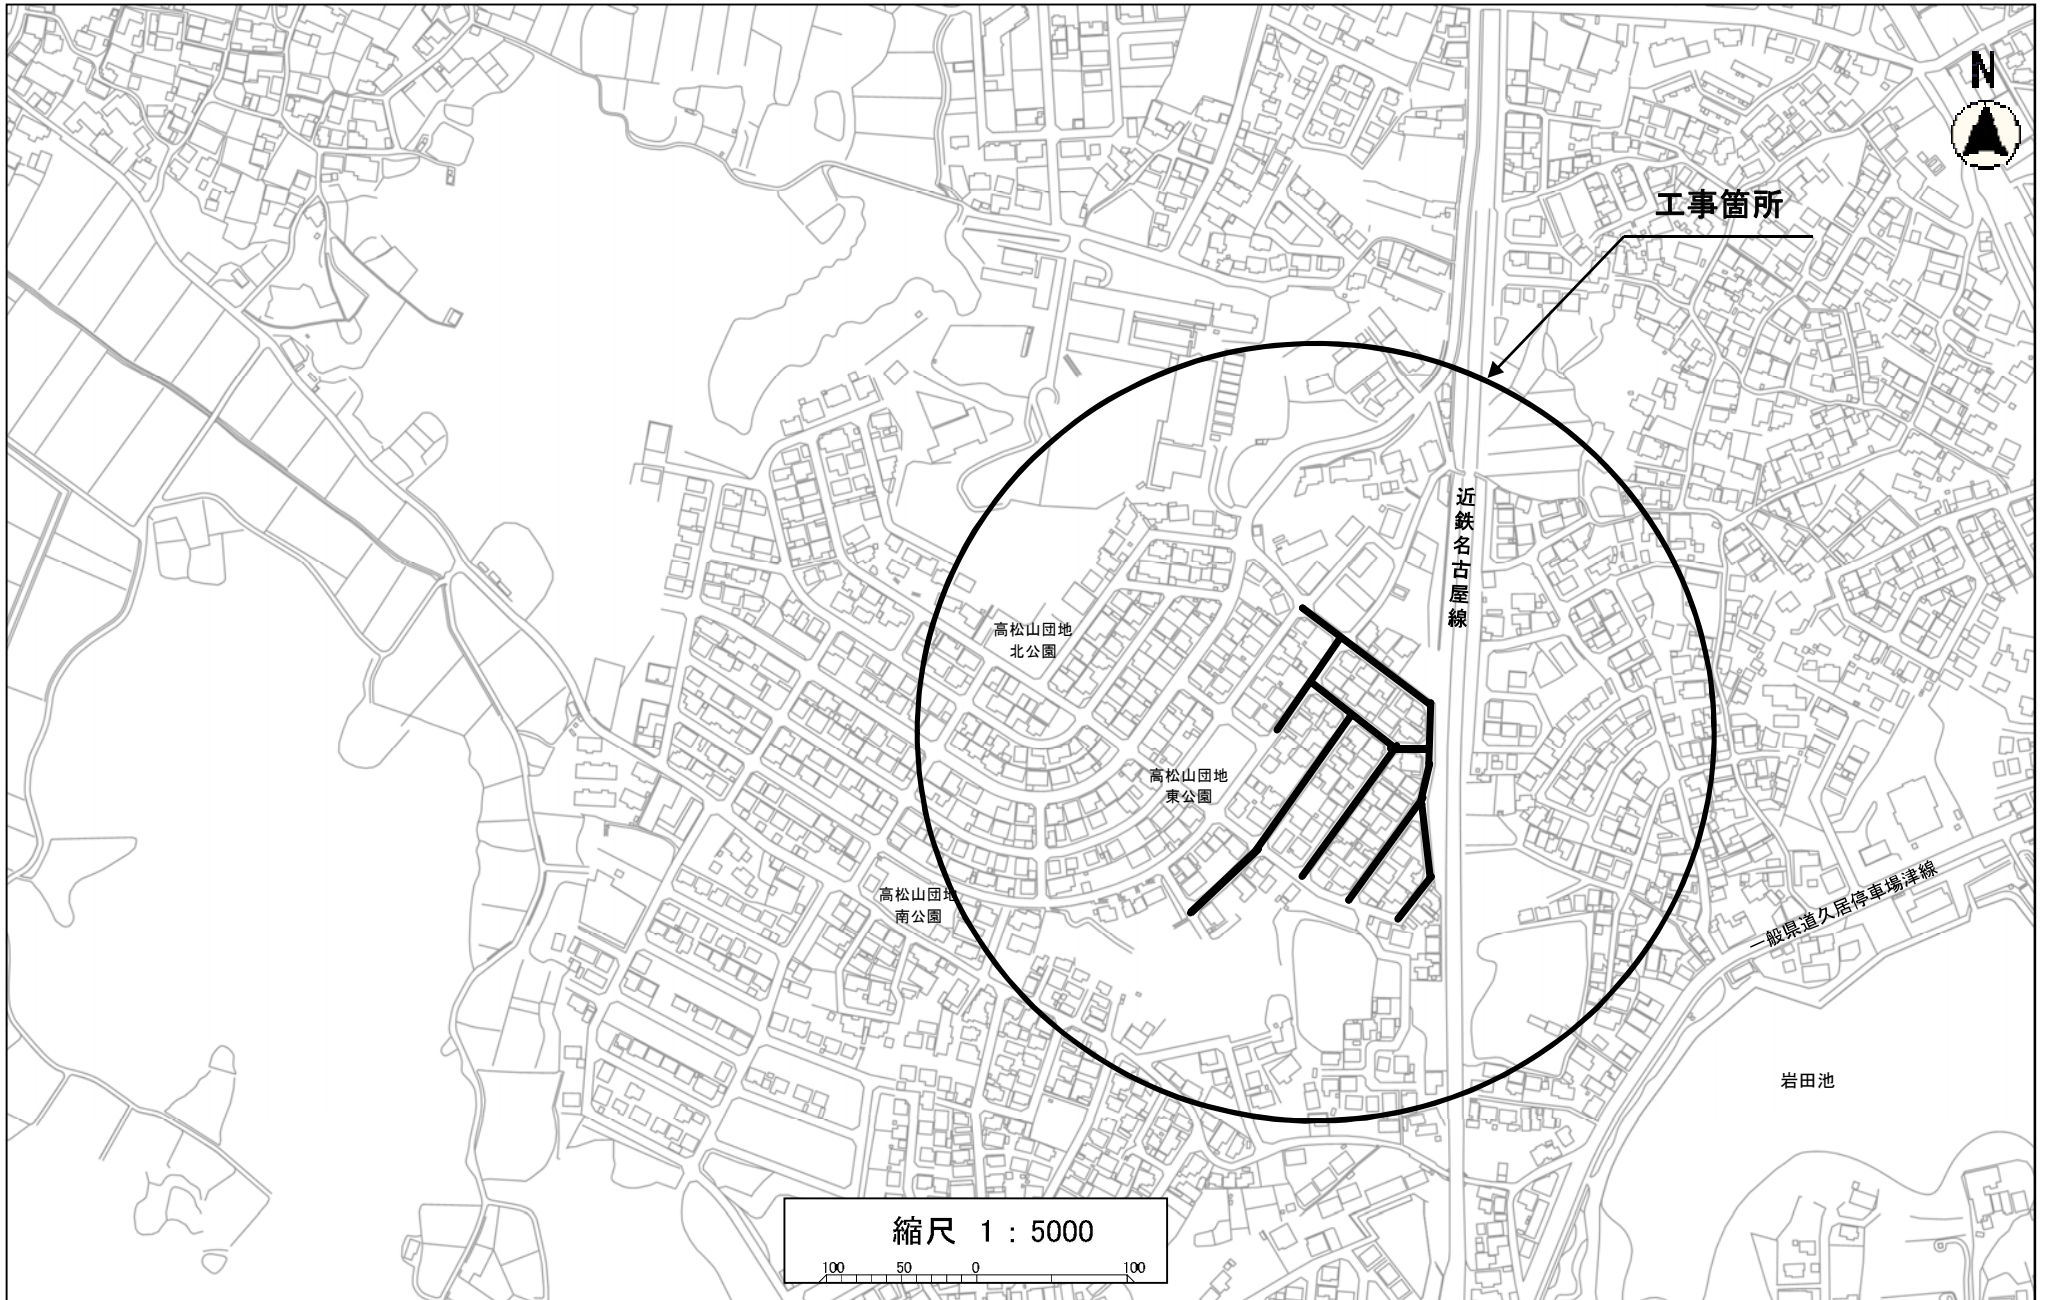 N
工事箇所
近鉄名古屋線
高松山団地
北公園
高松山団地
東公園
高松山団地
南公園
一般県道久居停車場津線
岩田池
縮尺 1：5000
100 50 0 100